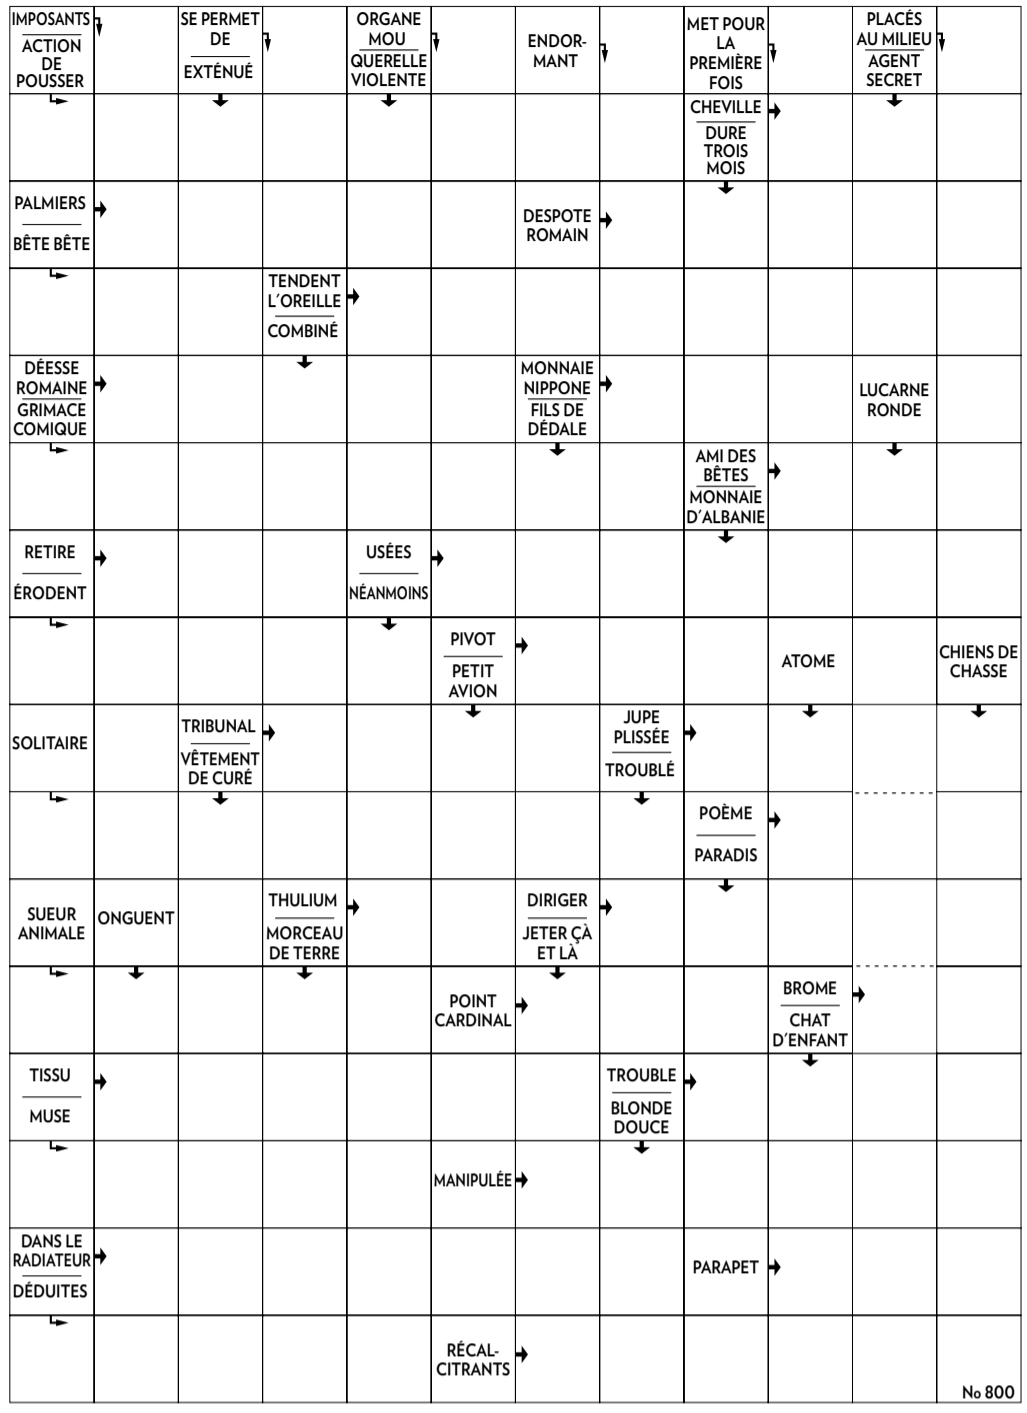 IMPOSANTS
ACTION
DE
POUSSER
SE PERMET
DE
EXTÉNUÉ
ORGANE
MOU
QUERELLE
VIOLENTE
ENDOR-
MANT
MET POUR
LA
PREMIÈRE
FOIS
PLACÉS
AU MILIEU
AGENT
SECRET
CHEVILLE
DURE
TROIS
MOIS
PALMIERS
BÊTE BÊTE
DESPOTE
ROMAIN
TENDENT
L'OREILLE
COMBINÉ
DÉESSE
ROMAINE
GRIMACE
COMIQUE
MONNAIE
NIPPONE
FILS DE
DÉDALE
LUCARNE
RONDE
AMI DES
BÊTES
MONNAIE
D'ALBANIE
RETIRE
ÉRODENT
USÉES
NÉANMOINS
PIVOT
PETIT
AVION
ATOME
CHIENS DE
CHASSE
SOLITAIRE
TRIBUNAL
VÊTEMENT
DE CURÉ
JUPE
PLISSÉE
TROUBLÉ
POÈME
PARADIS
SUEUR
ANIMALE
ONGUENT
THULIUM
MORCEAU
DE TERRE
DIRIGER
JETER ÇÀ
ET LÀ
POINT
CARDINAL
BROME
CHAT
D'ENFANT
TISSU
MUSE
TROUBLE
BLONDE
DOUCE
MANIPULÉE
DANS LE
RADIATEUR
DÉDUITES
PARAPET
RÉCAL-
CITRANTS
No 800